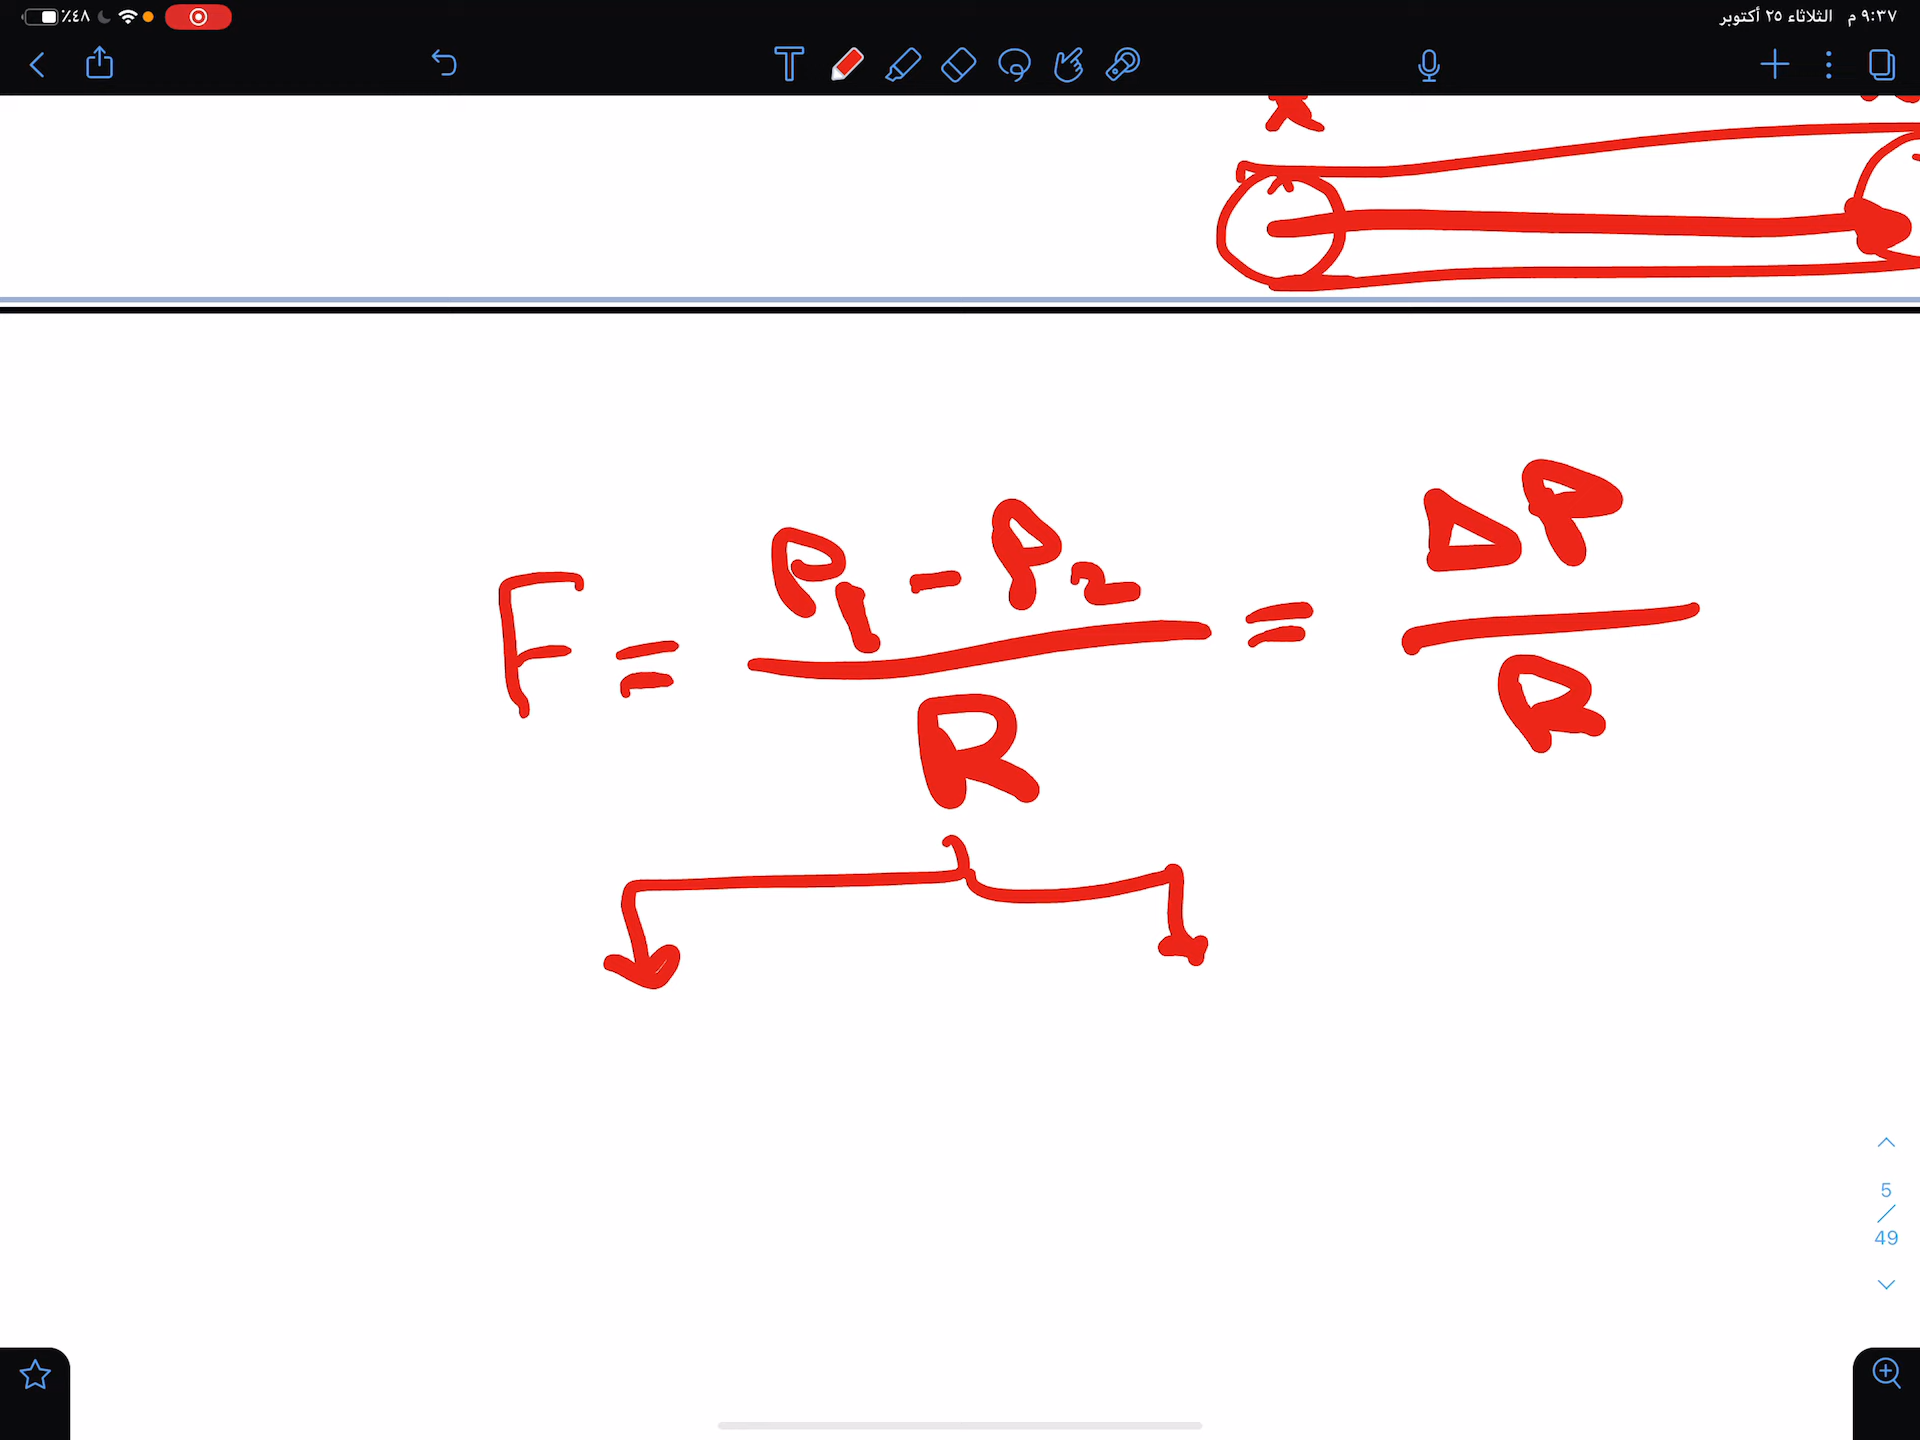 ٩:٣٧ م الثلاثاء ٢٥ أكتوبر
٪٤٨
F = P1 - P2 / R = ΔP / R
5 / 49